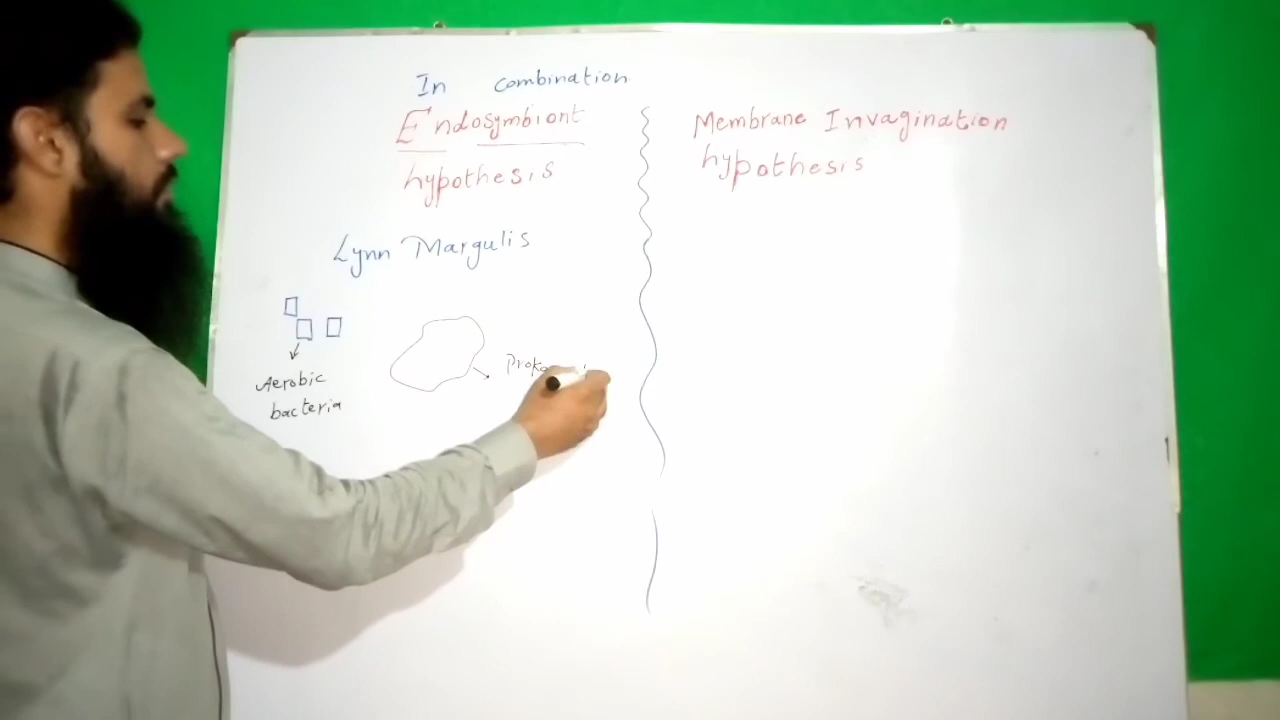 In combination
Endosymbiont
hypothesis
Lynn Margulis
Aerobic
bacteria
Membrane Invagination
hypothesis